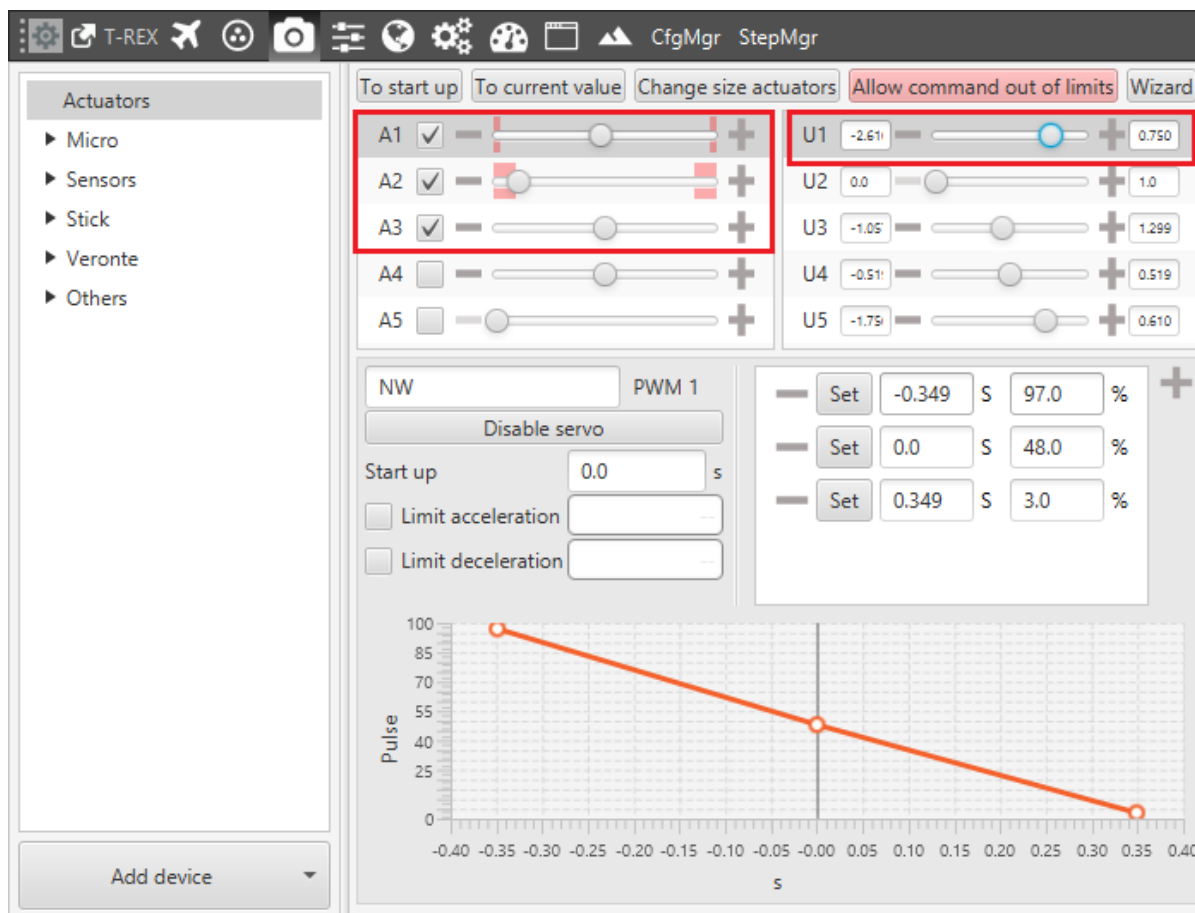 T-REX CfgMgr StepMgr
Actuators
Micro
Sensors
Stick
Veronte
Others
Add device
To start up To current value Change size actuators Allow command out of limits Wizard
A1
A2
A3
A4
A5
U1 0.750
U2 0.0 1.0
U3 1.299
U4 0.519
U5 0.610
NW PWM 1
Disable servo
Start up 0.0 s
Limit acceleration --
Limit deceleration --
Set -0.349 S 97.0 %
Set 0.0 S 48.0 %
Set 0.349 S 3.0 %
100
85
70
55
40
25
0
Pulse
-0.40 -0.35 -0.30 -0.25 -0.20 -0.15 -0.10 -0.05 -0.00 0.05 0.10 0.15 0.20 0.25 0.30 0.35 0.40
s